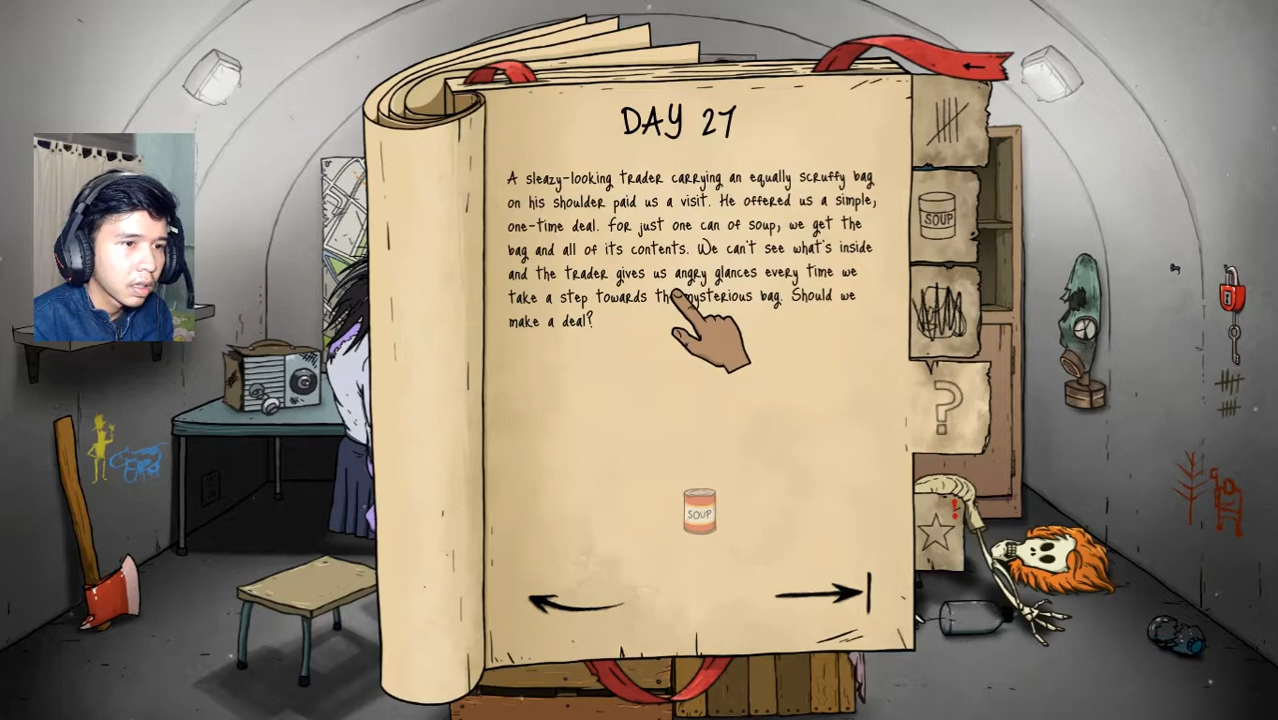 DAY 27
A sleazy-looking trader carrying an equally scruffy bag
on his shoulder paid us a visit. He offered us a simple,
one-time deal. For just one can of soup, we get the
bag and all of its contents. We can't see what's inside
and the trader gives us angry glances every time we
take a step towards the mysterious bag. Should we
make a deal?
SOUP
SOUP
?
!